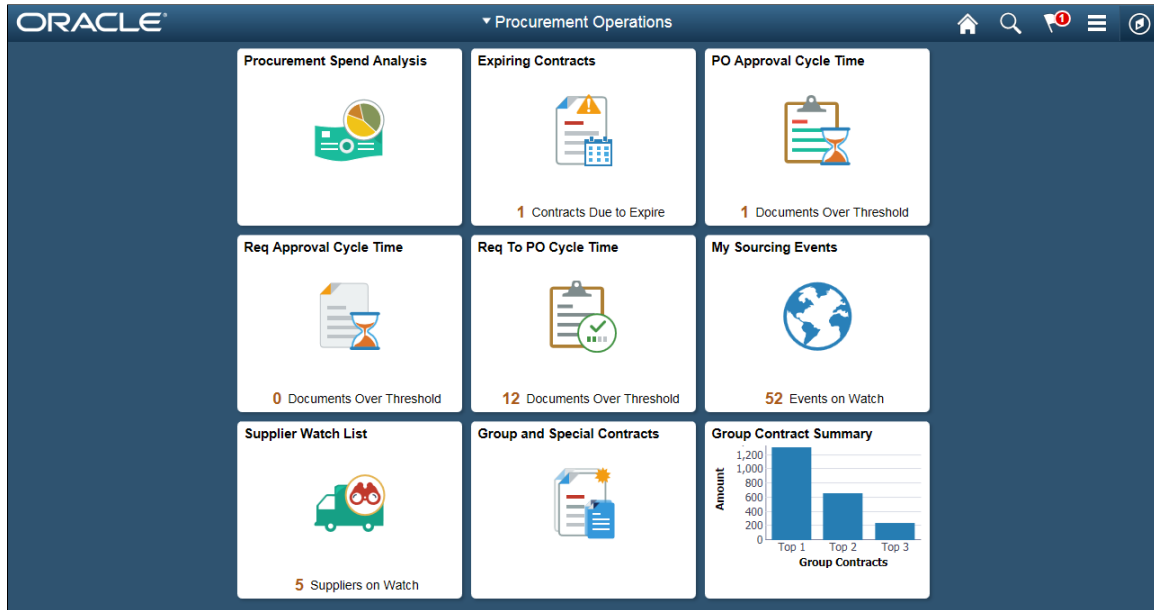 ORACLE
Procurement Operations
1
Procurement Spend Analysis
Expiring Contracts
1 Contracts Due to Expire
PO Approval Cycle Time
1 Documents Over Threshold
Req Approval Cycle Time
0 Documents Over Threshold
Req To PO Cycle Time
12 Documents Over Threshold
My Sourcing Events
52 Events on Watch
Supplier Watch List
5 Suppliers on Watch
Group and Special Contracts
Group Contract Summary
Amount
1,200
1,000
800
600
400
200
0
Top 1 Top 2 Top 3
Group Contracts